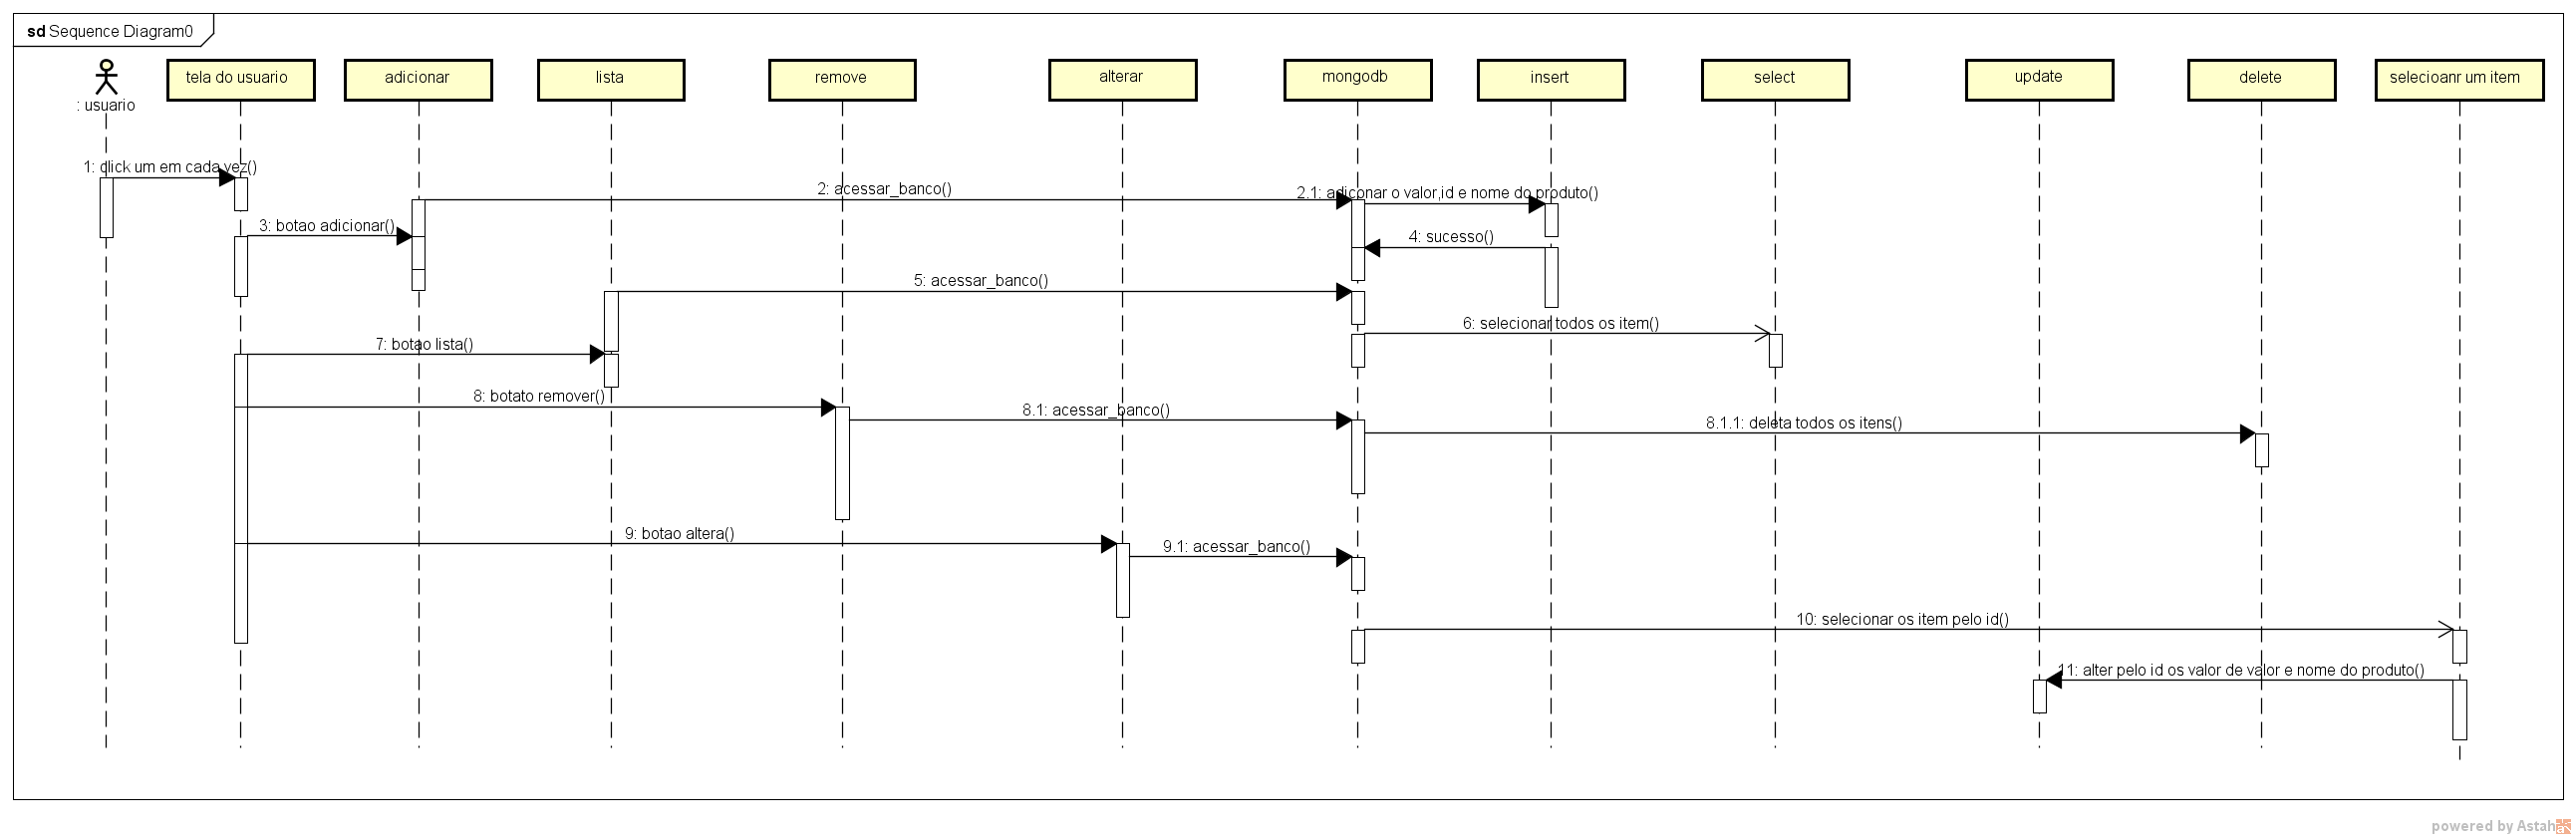 sd Sequence Diagram0
: usuario
tela do usuario
adicionar
lista
remove
alterar
mongodb
insert
select
update
delete
selecioanr um item
1: click um em cada vez()
2: acessar_banco()
2.1: adiconar o valor,id e nome do produto()
3: botao adicionar()
4: sucesso()
5: acessar_banco()
6: selecionar todos os item()
7: botao lista()
8: botato remover()
8.1: acessar_banco()
8.1.1: deleta todos os itens()
9: botao altera()
9.1: acessar_banco()
10: selecionar os item pelo id()
11: alter pelo id os valor de valor e nome do produto()
powered by Astah